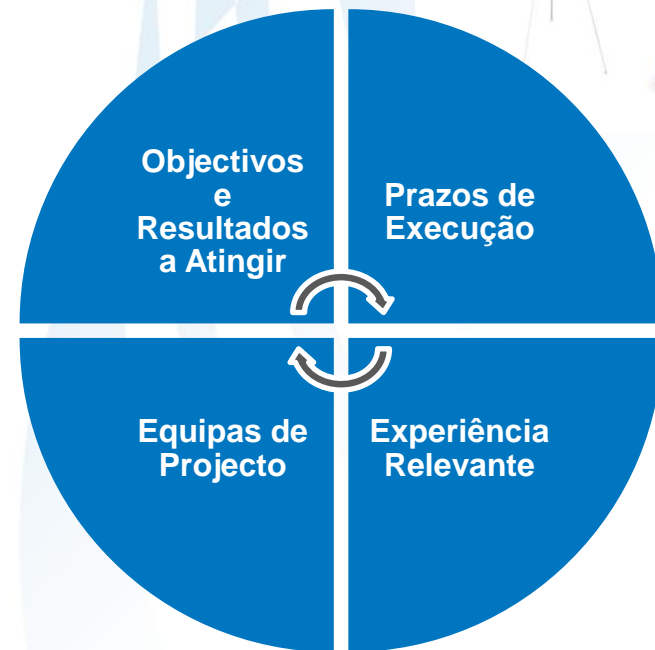 Objectivos
e
Resultados
a Atingir
Prazos de
Execução
Equipas de
Projecto
Experiência
Relevante